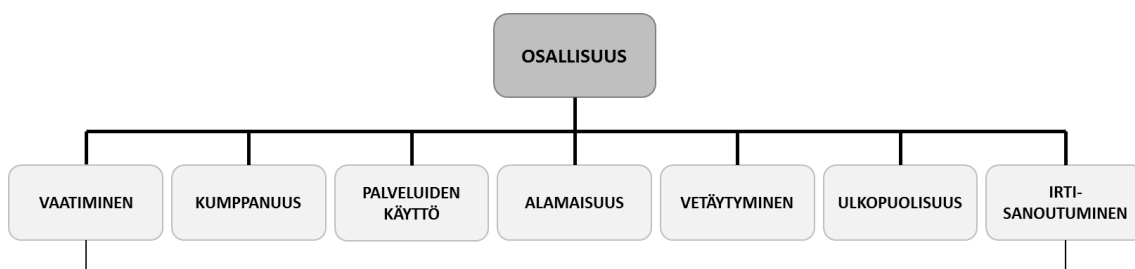 OSALLISUUS
VAATIMINEN
KUMPPANUUS
PALVELUIDEN
KÄYTTÖ
ALAMAISUUS
VETÄYTYMINEN
ULKOPUOLISUUS
IRTI-
SANOUTUMINEN